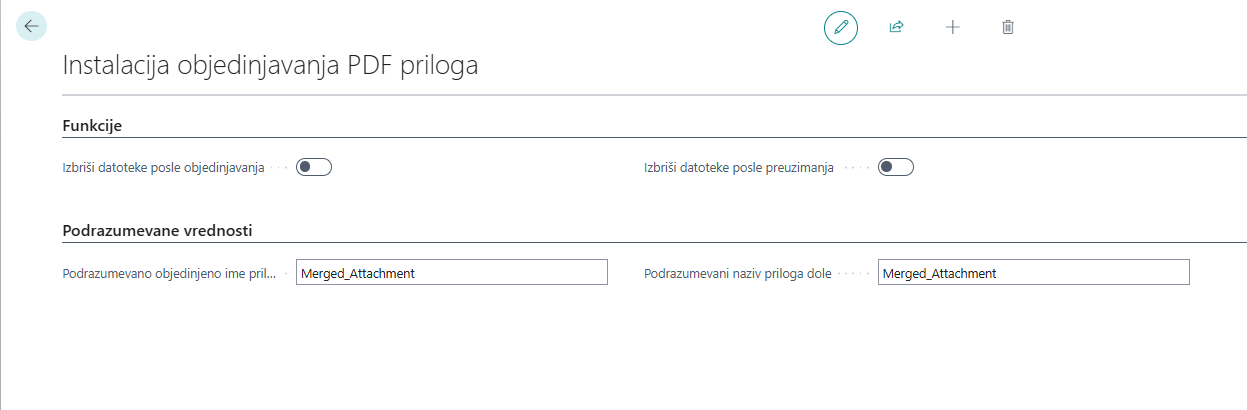 Instalacija objedinjavanja PDF priloga
Funkcije
Izbriši datoteke posle objedinjavanja
Izbriši datoteke posle preuzimanja
Podrazumevane vrednosti
Podrazumevano objedinjeno ime pril... Merged_Attachment
Podrazumevani naziv priloga dole Merged_Attachment